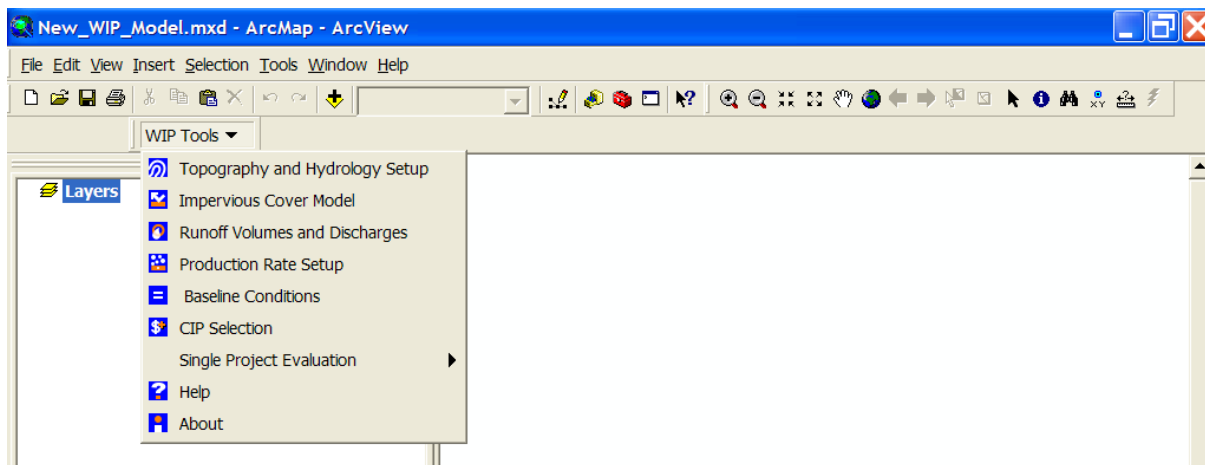 New_WIP_Model.mxd - ArcMap - ArcView
File Edit View Insert Selection Tools Window Help
WIP Tools
Layers
Topography and Hydrology Setup
Impervious Cover Model
Runoff Volumes and Discharges
Production Rate Setup
Baseline Conditions
CIP Selection
Single Project Evaluation
Help
About